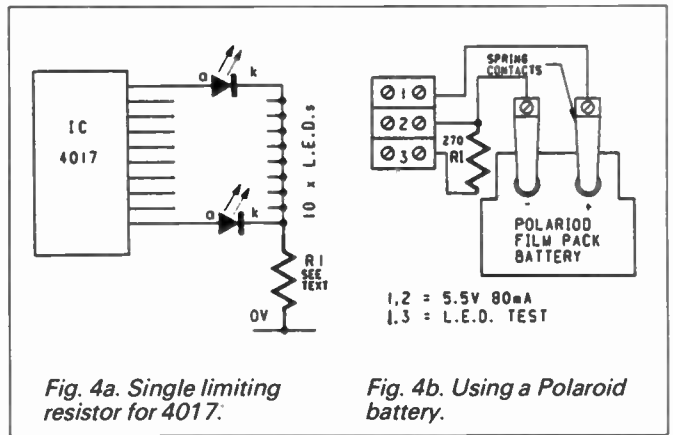 IC
4017
a
k
a
k
10 x L.E.D.s
R1
SEE
TEXT
0V
Fig. 4a. Single limiting
resistor for 4017.
SPRING
CONTACTS
1
2
3
270
R1
-
+
POLARIOD
FILM PACK
BATTERY
1,2 = 5.5V 80mA
1,3 = L.E.D. TEST
Fig. 4b. Using a Polaroid
battery.